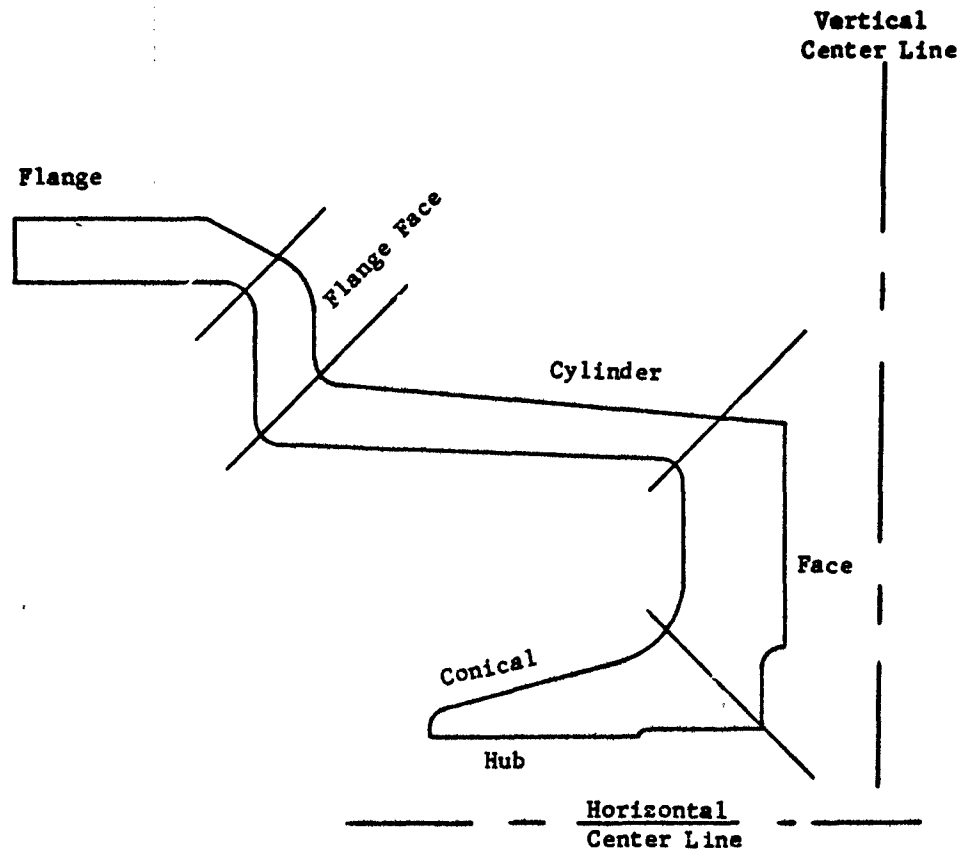 Vertical
Center Line
Flange
Flange Face
Cylinder
Face
Conical
Hub
Horizontal
Center Line